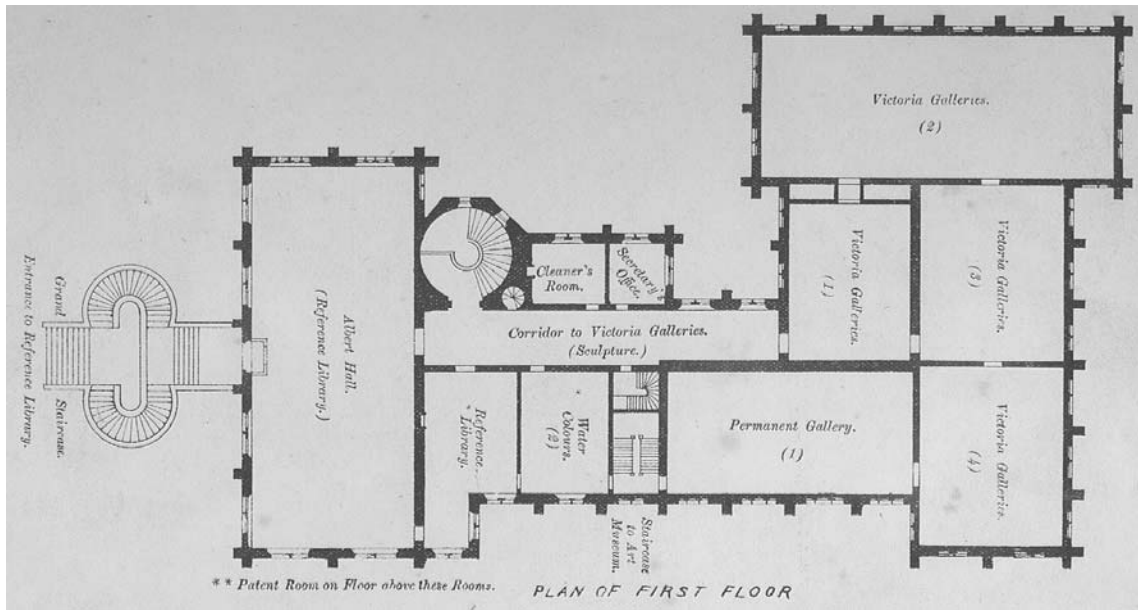 Victoria Galleries.
(2)
Grand Staircase.
Entrance to Reference Library.
Albert Hall.
(Reference Library.)
Cleaner's
Room.
Secretary's
Office.
Victoria Galleries.
(1)
Victoria Galleries.
(3)
Corridor to Victoria Galleries.
(Sculpture.)
Reference
* Library.
Water
Colours.
(2)
*
Permanent Gallery.
(1)
Victoria Galleries.
(4)
Staircase
to Art
Museum.
** Patent Room on Floor above these Rooms.
PLAN OF FIRST FLOOR